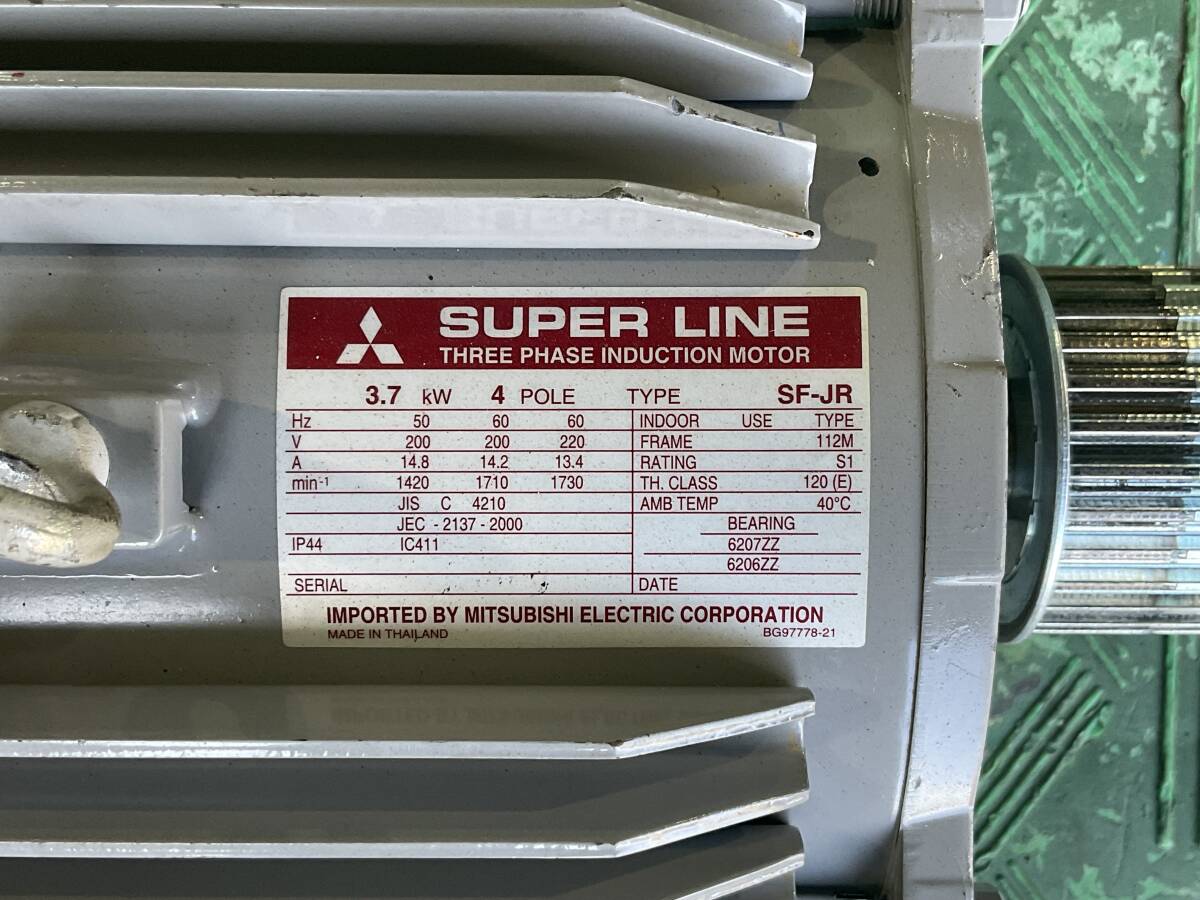 SUPER LINE
THREE PHASE INDUCTION MOTOR
3.7 kW 4 POLE TYPE SF-JR
Hz 50 60 60 INDOOR USE TYPE
V 200 200 220 FRAME 112M
A 14.8 14.2 13.4 RATING S1
min⁻¹ 1420 1710 1730 TH. CLASS 120 (E)
JIS C 4210 AMB TEMP 40°C
JEC - 2137 - 2000 BEARING
IP44 IC411 6207ZZ
6206ZZ
SERIAL DATE
IMPORTED BY MITSUBISHI ELECTRIC CORPORATION
MADE IN THAILAND BG97778-21